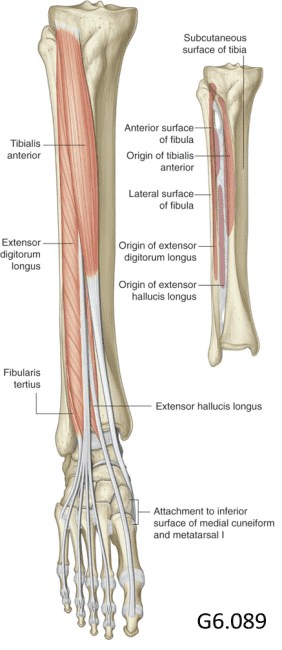 Subcutaneous
surface of tibia
Anterior surface
of fibula
Tibialis
anterior
Origin of tibialis
anterior
Lateral surface
of fibula
Extensor
digitorum
longus
Origin of extensor
digitorum longus
Origin of extensor
hallucis longus
Fibularis
tertius
Extensor hallucis longus
Attachment to inferior
surface of medial cuneiform
and metatarsal I
G6.089